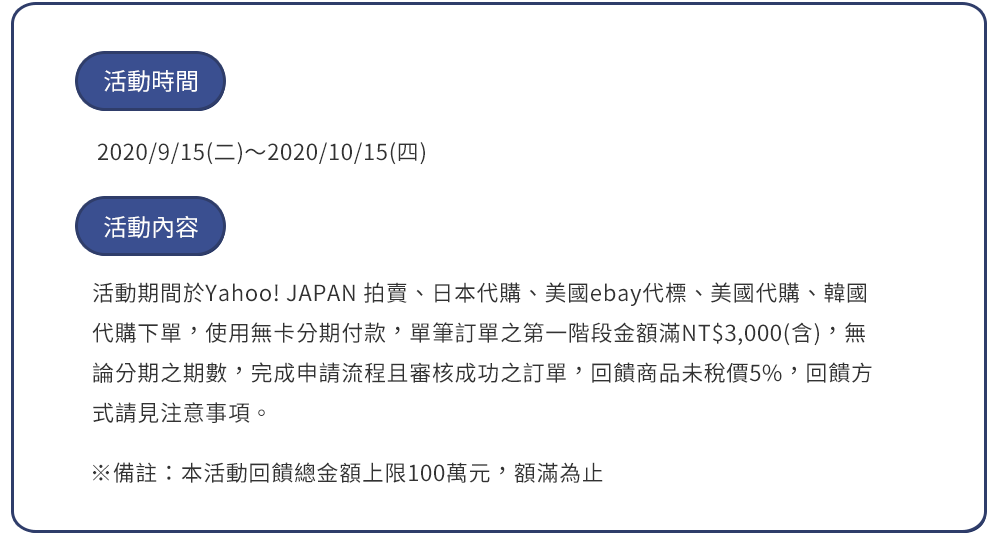 活動時間
2020/9/15(二)～2020/10/15(四)
活動內容
活動期間於Yahoo! JAPAN 拍賣、日本代購、美國ebay代標、美國代購、韓國
代購下單，使用無卡分期付款，單筆訂單之第一階段金額滿NT$3,000(含)，無
論分期之期數，完成申請流程且審核成功之訂單，回饋商品未稅價5%，回饋方
式請見注意事項。
※備註：本活動回饋總金額上限100萬元，額滿為止